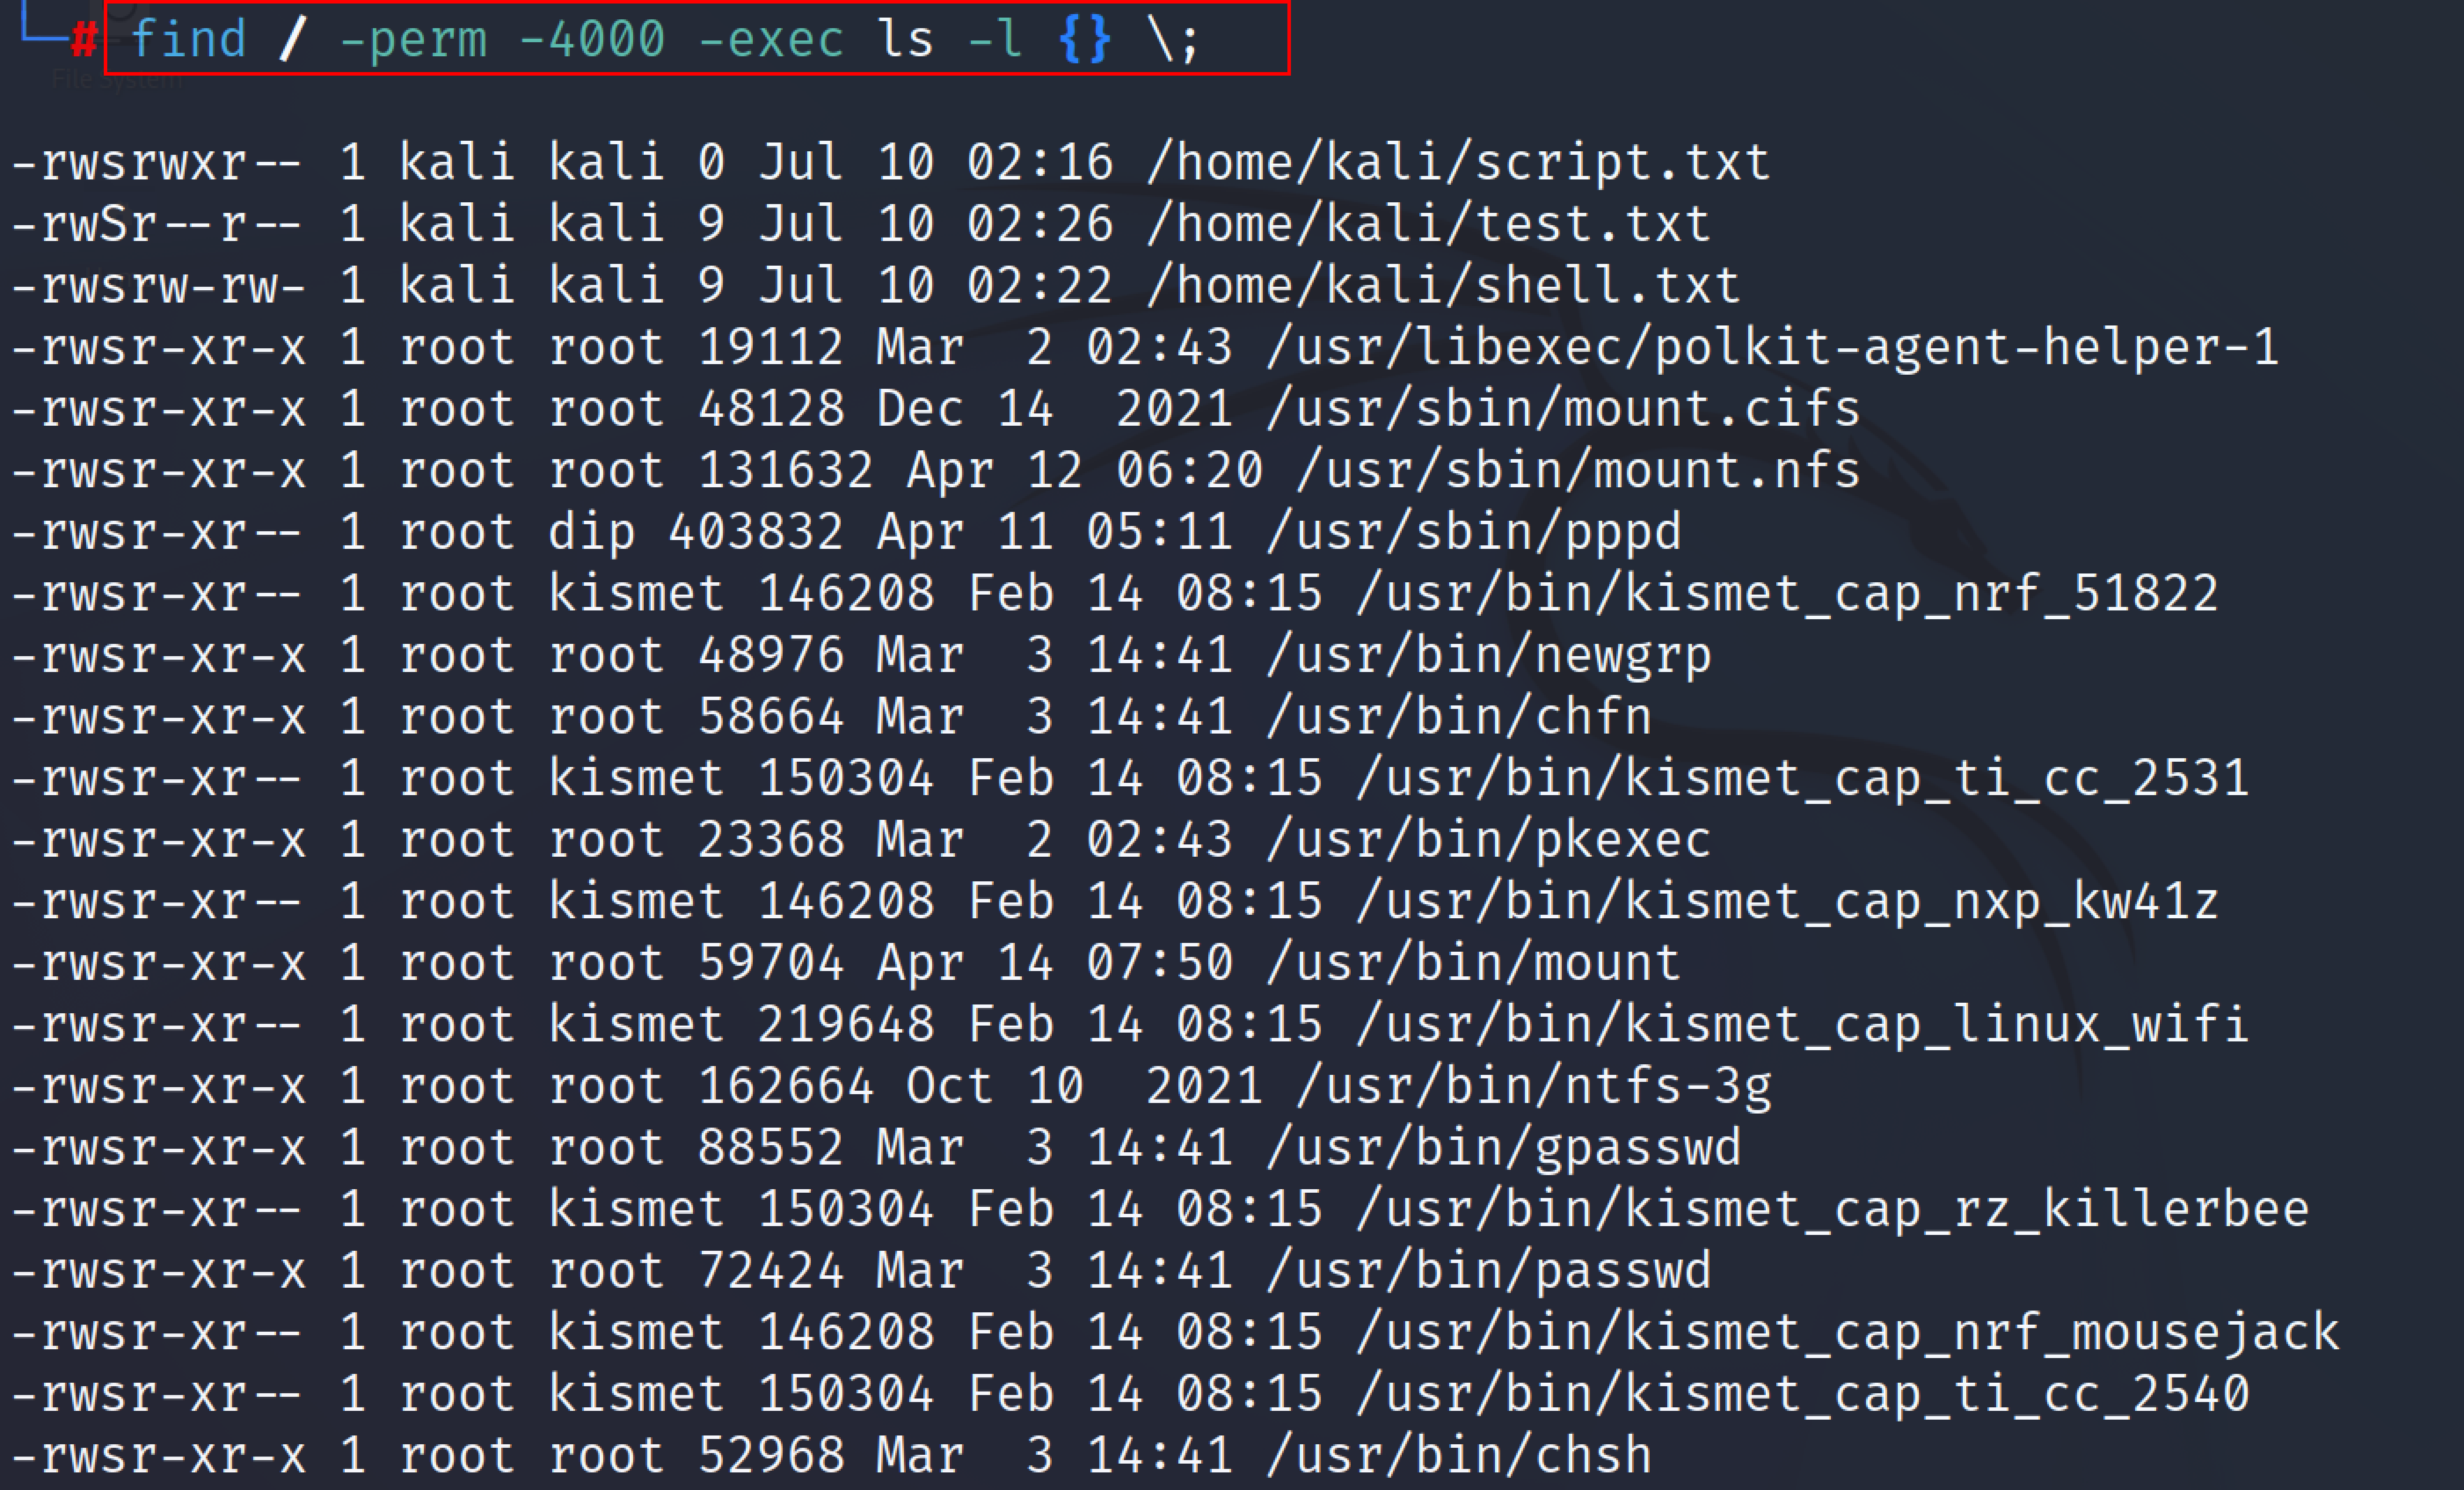 └─# find / -perm -4000 -exec ls -l {} \;
File System
-rwsrwxr-- 1 kali kali 0 Jul 10 02:16 /home/kali/script.txt
-rwSr--r-- 1 kali kali 9 Jul 10 02:26 /home/kali/test.txt
-rwsrw-rw- 1 kali kali 9 Jul 10 02:22 /home/kali/shell.txt
-rwsr-xr-x 1 root root 19112 Mar  2 02:43 /usr/libexec/polkit-agent-helper-1
-rwsr-xr-x 1 root root 48128 Dec 14  2021 /usr/sbin/mount.cifs
-rwsr-xr-x 1 root root 131632 Apr 12 06:20 /usr/sbin/mount.nfs
-rwsr-xr-- 1 root dip 403832 Apr 11 05:11 /usr/sbin/pppd
-rwsr-xr-- 1 root kismet 146208 Feb 14 08:15 /usr/bin/kismet_cap_nrf_51822
-rwsr-xr-x 1 root root 48976 Mar  3 14:41 /usr/bin/newgrp
-rwsr-xr-x 1 root root 58664 Mar  3 14:41 /usr/bin/chfn
-rwsr-xr-- 1 root kismet 150304 Feb 14 08:15 /usr/bin/kismet_cap_ti_cc_2531
-rwsr-xr-x 1 root root 23368 Mar  2 02:43 /usr/bin/pkexec
-rwsr-xr-- 1 root kismet 146208 Feb 14 08:15 /usr/bin/kismet_cap_nxp_kw41z
-rwsr-xr-x 1 root root 59704 Apr 14 07:50 /usr/bin/mount
-rwsr-xr-- 1 root kismet 219648 Feb 14 08:15 /usr/bin/kismet_cap_linux_wifi
-rwsr-xr-x 1 root root 162664 Oct 10  2021 /usr/bin/ntfs-3g
-rwsr-xr-x 1 root root 88552 Mar  3 14:41 /usr/bin/gpasswd
-rwsr-xr-- 1 root kismet 150304 Feb 14 08:15 /usr/bin/kismet_cap_rz_killerbee
-rwsr-xr-x 1 root root 72424 Mar  3 14:41 /usr/bin/passwd
-rwsr-xr-- 1 root kismet 146208 Feb 14 08:15 /usr/bin/kismet_cap_nrf_mousejack
-rwsr-xr-- 1 root kismet 150304 Feb 14 08:15 /usr/bin/kismet_cap_ti_cc_2540
-rwsr-xr-x 1 root root 52968 Mar  3 14:41 /usr/bin/chsh